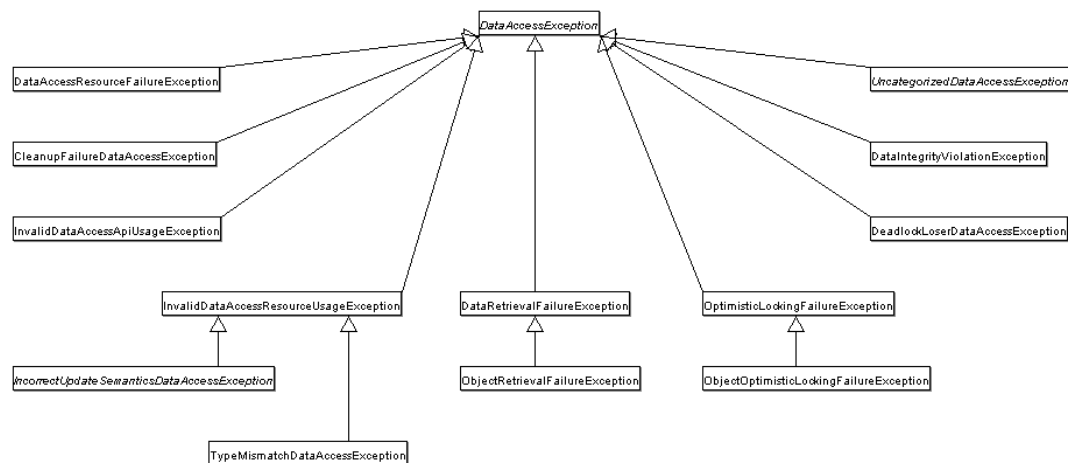 DataAccessException
DataAccessResourceFailureException
UncategorizedDataAccessException
CleanupFailureDataAccessException
DataIntegrityViolationException
InvalidDataAccessApiUsageException
DeadlockLoserDataAccessException
InvalidDataAccessResourceUsageException
DataRetrievalFailureException
OptimisticLockingFailureException
IncorrectUpdateSemanticsDataAccessException
ObjectRetrievalFailureException
ObjectOptimisticLockingFailureException
TypeMismatchDataAccessException